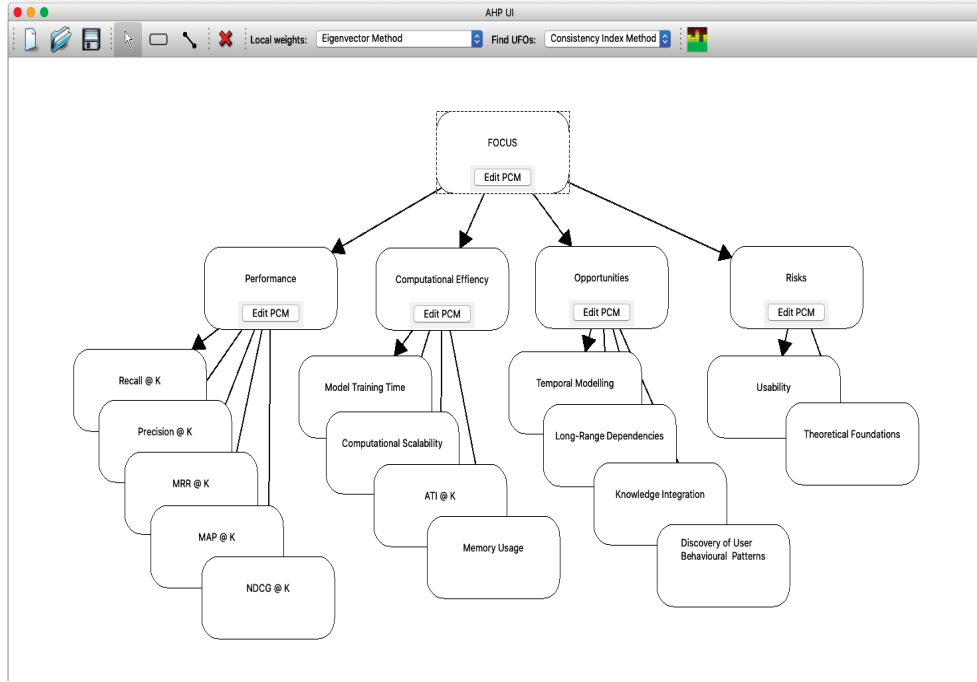 AHP UI
Local weights: Eigenvector Method Find UFOs: Consistency Index Method
FOCUS
Edit PCM
Performance
Edit PCM
Computational Effiency
Edit PCM
Opportunities
Edit PCM
Risks
Edit PCM
Recall @ K
Precision @ K
MRR @ K
MAP @ K
NDCG @ K
Model Training Time
Computational Scalability
ATI @ K
Memory Usage
Temporal Modelling
Long-Range Dependencies
Knowledge Integration
Discovery of User
Behavioural Patterns
Usability
Theoretical Foundations